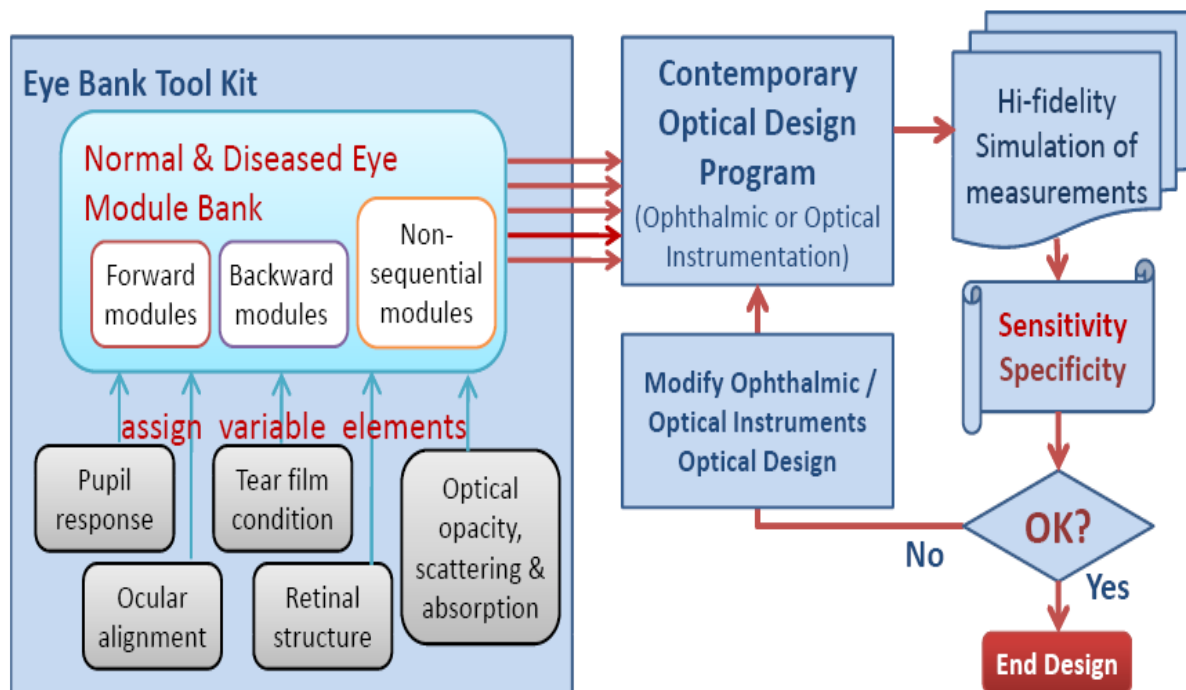 Eye Bank Tool Kit
Normal & Diseased Eye
Module Bank
Forward
modules
Backward
modules
Non-
sequential
modules
assign variable elements
Pupil
response
Tear film
condition
Optical
opacity,
scattering &
absorption
Ocular
alignment
Retinal
structure
Contemporary
Optical Design
Program
(Ophthalmic or Optical
Instrumentation)
Modify Ophthalmic /
Optical Instruments
Optical Design
Hi-fidelity
Simulation of
measurements
Sensitivity
Specificity
OK?
No
Yes
End Design